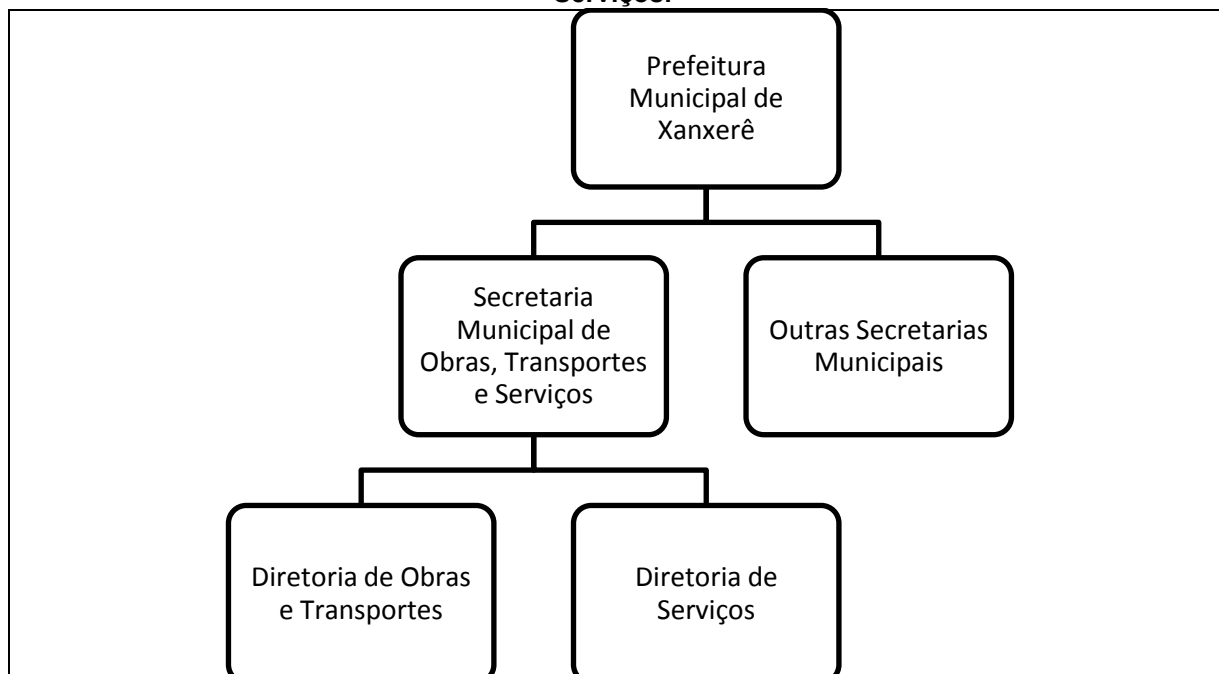 Serviços.
Prefeitura
Municipal de
Xanxerê
Secretaria
Municipal de
Obras, Transportes
e Serviços
Outras Secretarias
Municipais
Diretoria de Obras
e Transportes
Diretoria de
Serviços